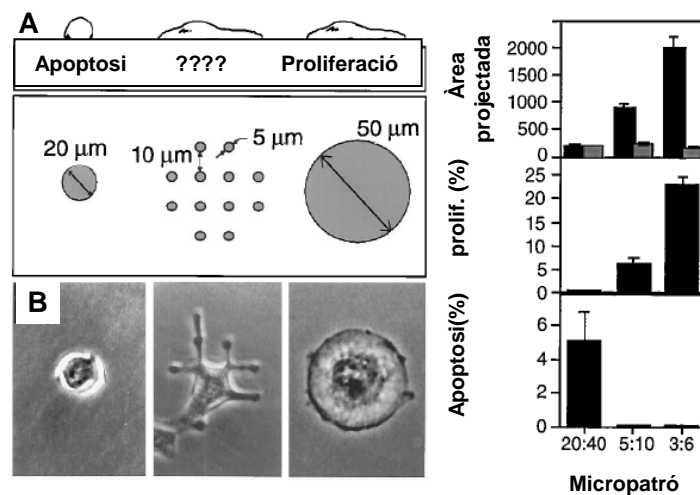 A
Apoptosi ???? Proliferació
20 µm
10 µm
5 µm
50 µm
B
Àrea projectada
2000
1500
1000
500
0
prolif. (%)
25
20
15
10
5
0
Apoptosi(%)
6
4
2
0
20:40 5:10 3:6
Micropatró